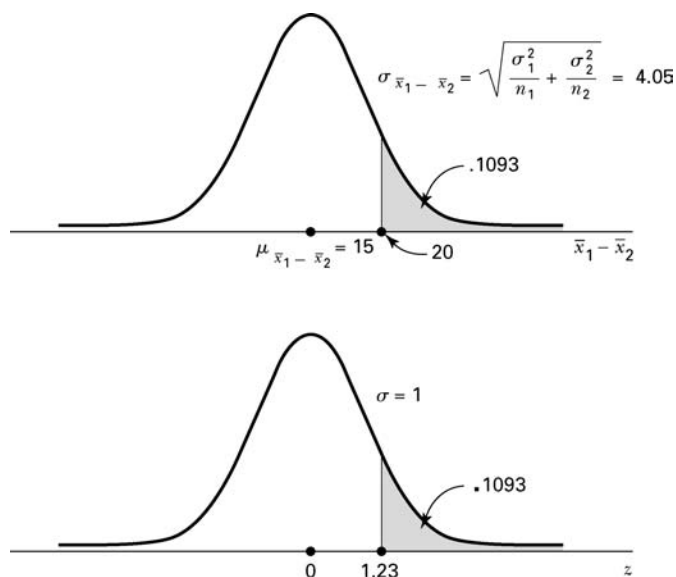 σ x̄₁ − x̄₂ = √(σ₁²/n₁ + σ₂²/n₂) = 4.05
.1093
μ x̄₁ − x̄₂ = 15
20
x̄₁ − x̄₂
σ = 1
.1093
0
1.23
z